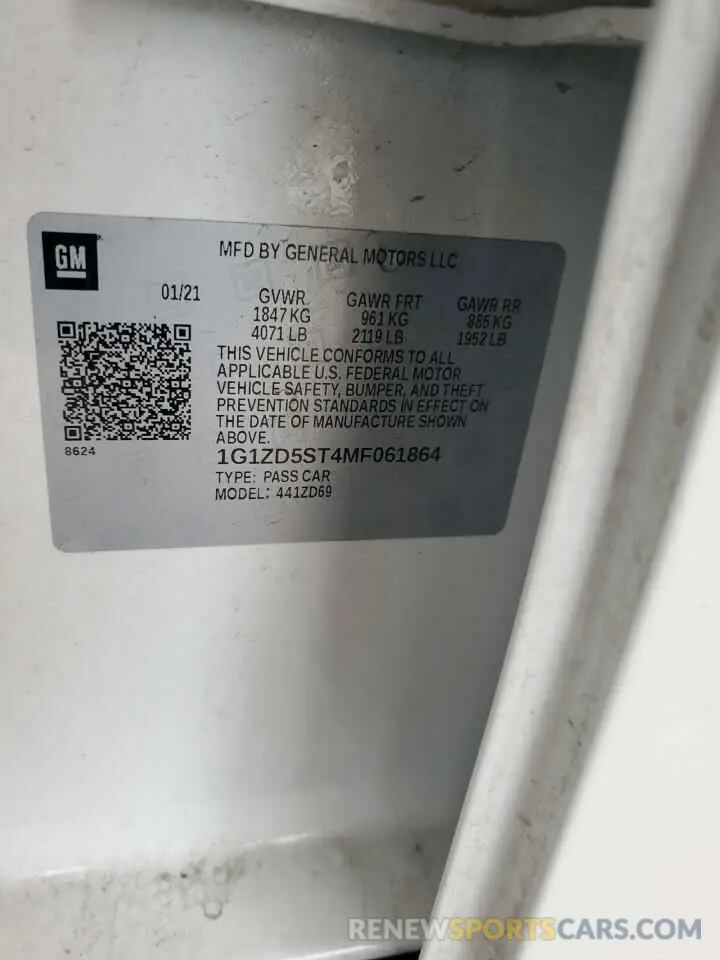 GM
MFD BY GENERAL MOTORS LLC
01/21 GVWR GAWR FRT GAWR RR
1847 KG 961 KG 885 KG
4071 LB 2119 LB 1952 LB
THIS VEHICLE CONFORMS TO ALL
APPLICABLE U.S. FEDERAL MOTOR
VEHICLE SAFETY, BUMPER, AND THEFT
PREVENTION STANDARDS IN EFFECT ON
THE DATE OF MANUFACTURE SHOWN
ABOVE.
8624
1G1ZD5ST4MF061864
TYPE: PASS CAR
MODEL: 441ZD69
RENEWSPORTSCARS.COM